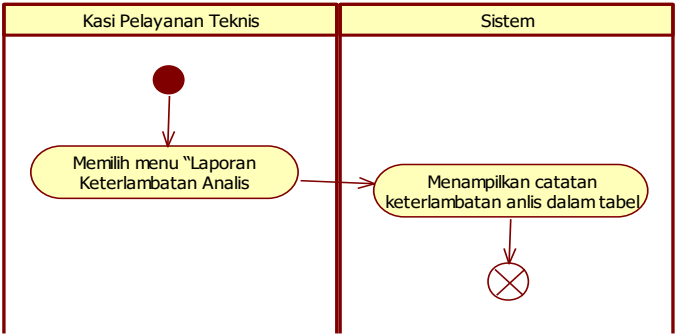 Kasi Pelayanan Teknis
Sistem
Memilih menu “Laporan
Keterlambatan Analis
Menampilkan catatan
keterlambatan anlis dalam tabel